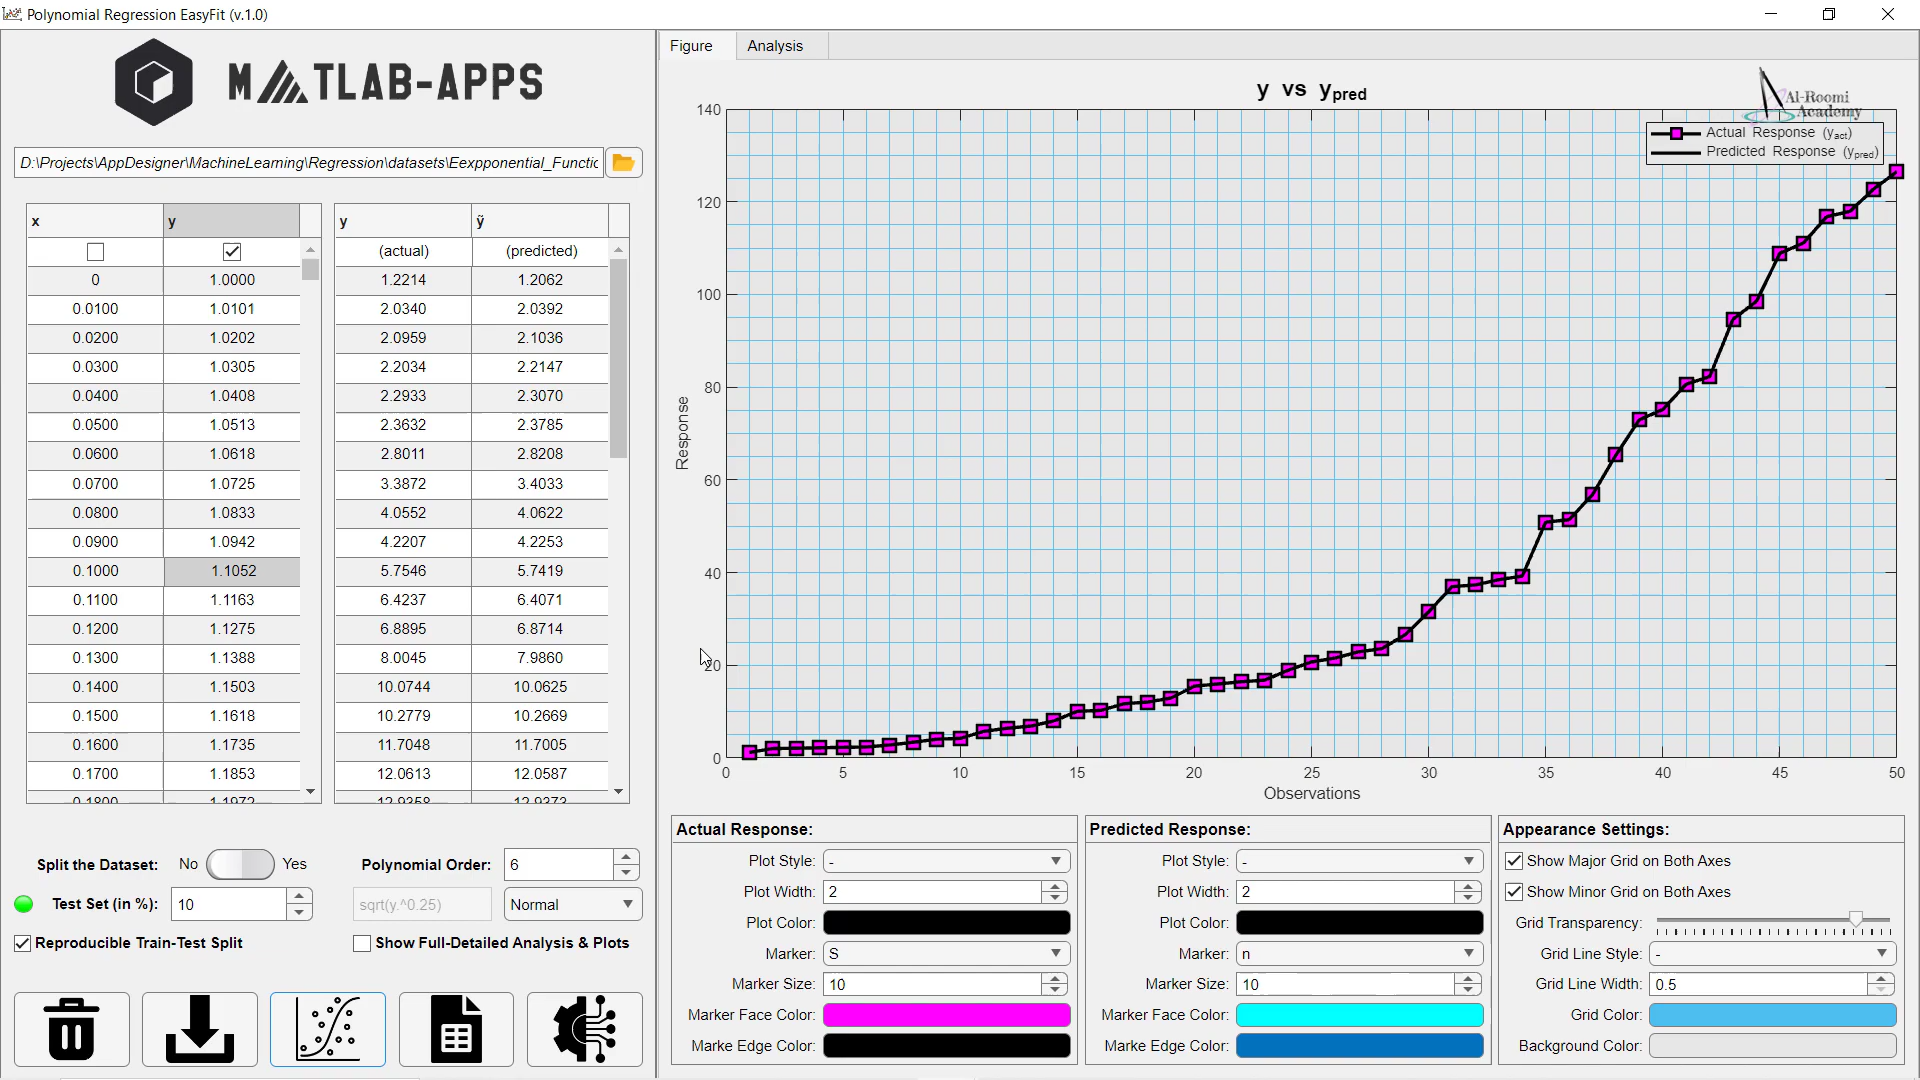 Polynomial Regression EasyFit (v.1.0)
MATLAB-APPS
D:\Projects\AppDesigner\MachineLearning\Regression\datasets\Eexpponential_Functic
x y
0 1.0000
0.0100 1.0101
0.0200 1.0202
0.0300 1.0305
0.0400 1.0408
0.0500 1.0513
0.0600 1.0618
0.0700 1.0725
0.0800 1.0833
0.0900 1.0942
0.1000 1.1052
0.1100 1.1163
0.1200 1.1275
0.1300 1.1388
0.1400 1.1503
0.1500 1.1618
0.1600 1.1735
0.1700 1.1853
0.1800 1.1972
y ỹ
(actual) (predicted)
1.2214 1.2062
2.0340 2.0392
2.0959 2.1036
2.2034 2.2147
2.2933 2.3070
2.3632 2.3785
2.8011 2.8208
3.3872 3.4033
4.0552 4.0622
4.2207 4.2253
5.7546 5.7419
6.4237 6.4071
6.8895 6.8714
8.0045 7.9860
10.0744 10.0625
10.2779 10.2669
11.7048 11.7005
12.0613 12.0587
12.9358 12.9373
Split the Dataset: No Yes
Polynomial Order: 6
Test Set (in %): 10
sqrt(y.^0.25) Normal
Reproducible Train-Test Split
Show Full-Detailed Analysis & Plots
Figure Analysis
y vs ypred
Al-Roomi
Academy
Actual Response (yact)
Predicted Response (ypred)
140
120
100
80
60
40
20
0
Response
0 5 10 15 20 25 30 35 40 45 50
Observations
Actual Response:
Plot Style: -
Plot Width: 2
Plot Color:
Marker: S
Marker Size: 10
Marker Face Color:
Marke Edge Color:
Predicted Response:
Plot Style: -
Plot Width: 2
Plot Color:
Marker: n
Marker Size: 10
Marker Face Color:
Marke Edge Color:
Appearance Settings:
Show Major Grid on Both Axes
Show Minor Grid on Both Axes
Grid Transparency:
Grid Line Style: -
Grid Line Width: 0.5
Grid Color:
Background Color: